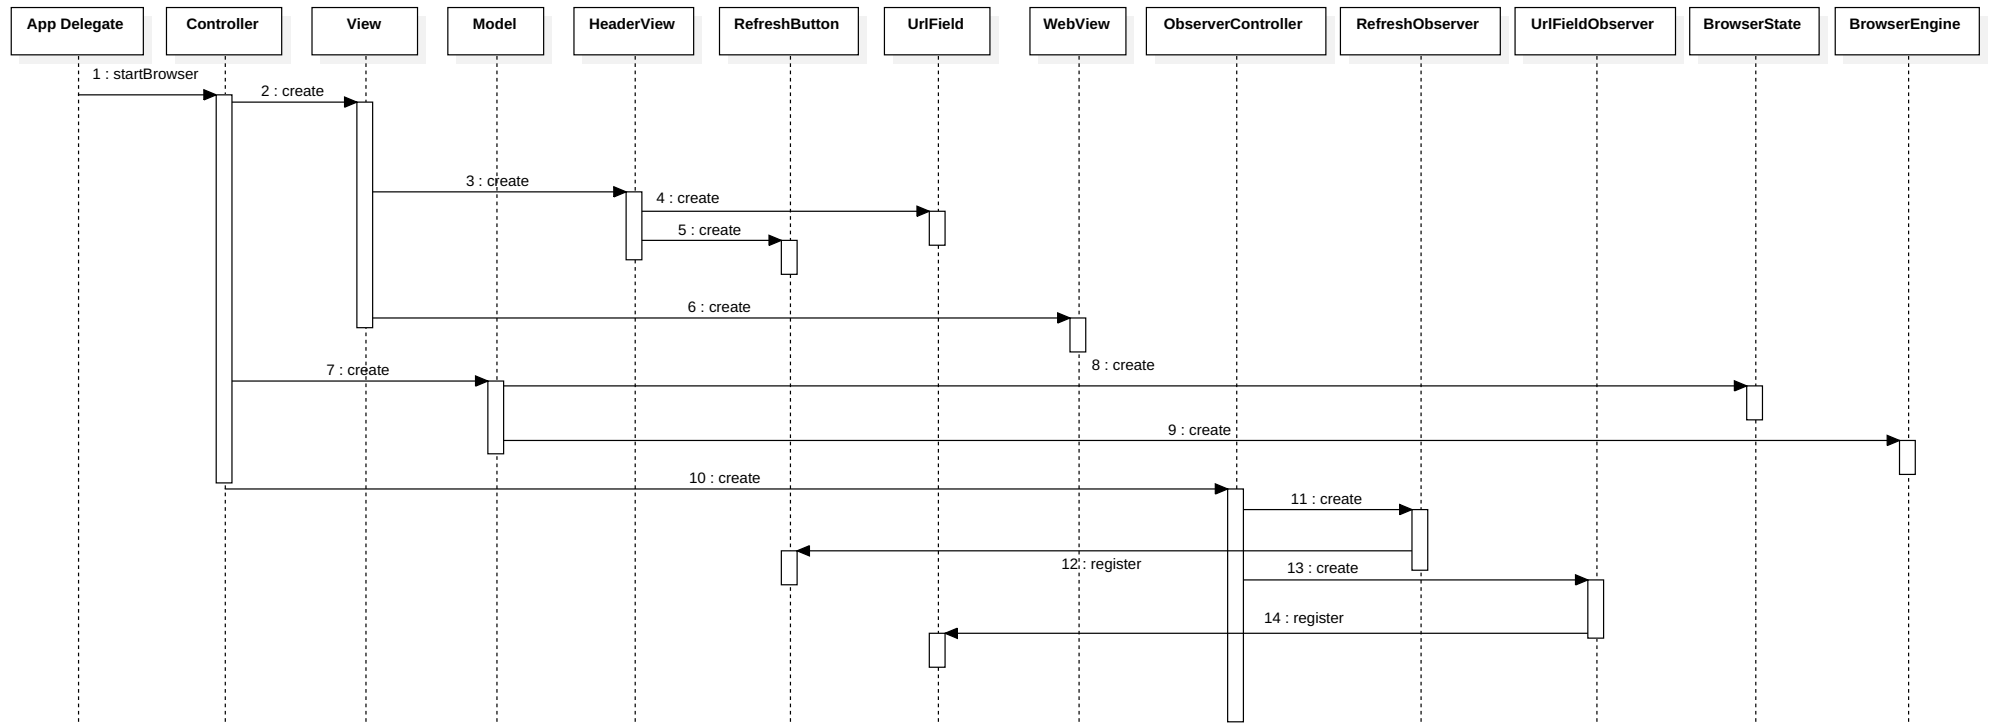 App Delegate
Controller
View
Model
HeaderView
RefreshButton
UrlField
WebView
ObserverController
RefreshObserver
UrlFieldObserver
BrowserState
BrowserEngine
1 : startBrowser
2 : create
3 : create
4 : create
5 : create
6 : create
7 : create
8 : create
9 : create
10 : create
11 : create
12 : register
13 : create
14 : register